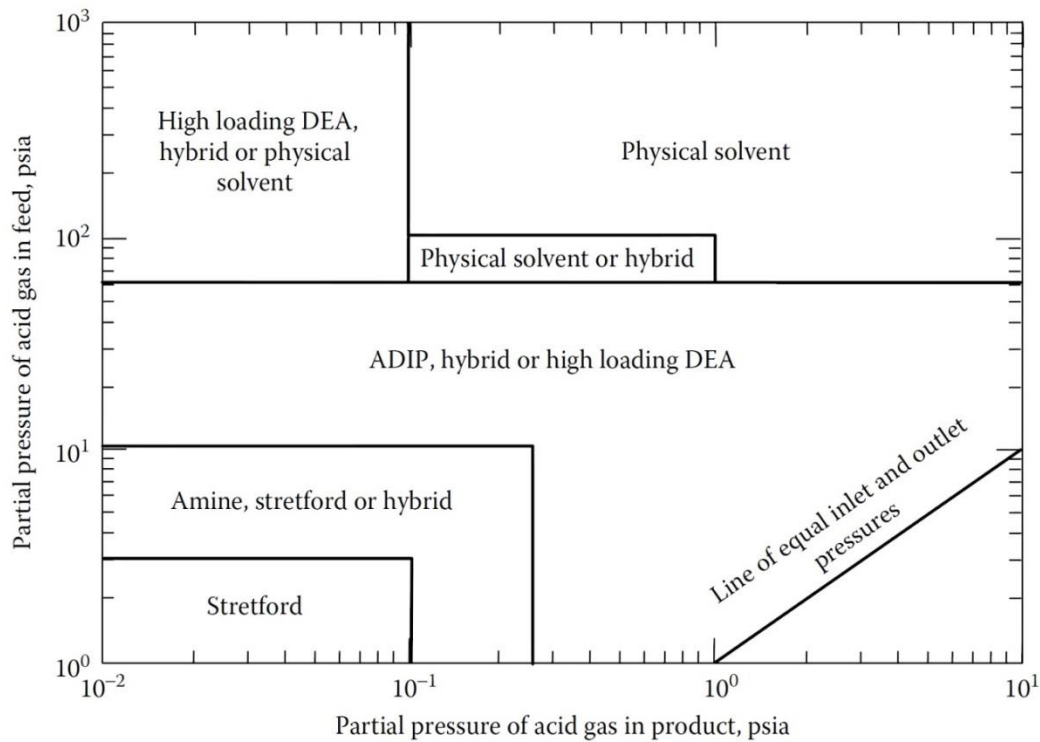 10³
High loading DEA,
hybrid or physical
solvent
Physical solvent
10²
Physical solvent or hybrid
ADIP, hybrid or high loading DEA
10¹
Amine, stretford or hybrid
Line of equal inlet and outlet
pressures
Stretford
10⁰
10⁻²
10⁻¹
10⁰
10¹
Partial pressure of acid gas in feed, psia
Partial pressure of acid gas in product, psia